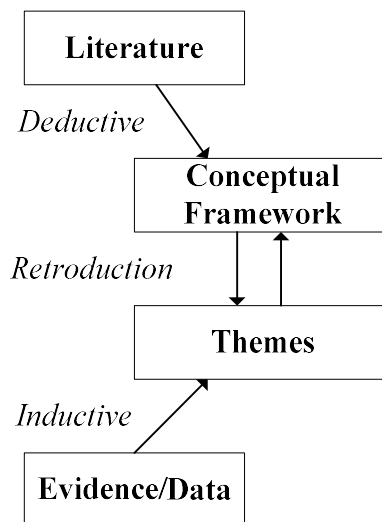 Literature
Deductive
Conceptual
Framework
Retroduction
Themes
Inductive
Evidence/Data